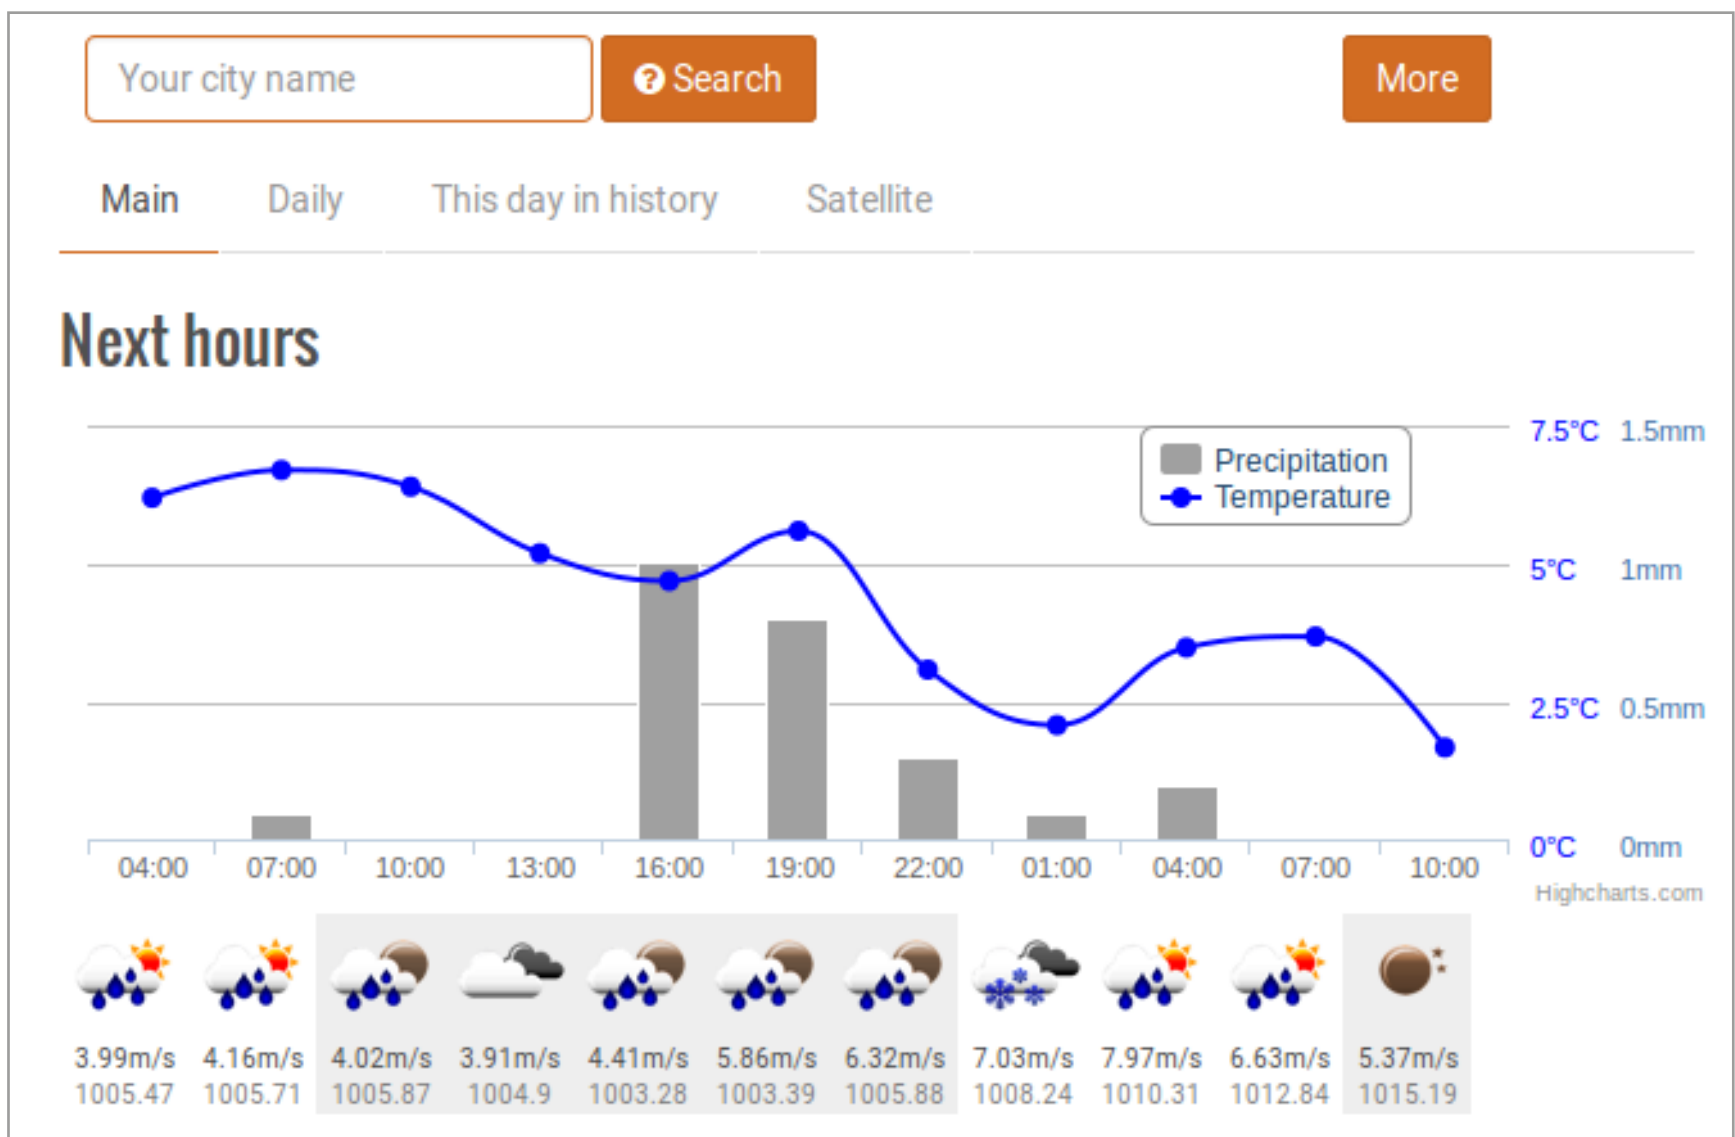 Your city name
Search
More
Main Daily This day in history Satellite
Next hours
7.5°C 1.5mm
Precipitation
Temperature
5°C 1mm
2.5°C 0.5mm
0°C 0mm
04:00 07:00 10:00 13:00 16:00 19:00 22:00 01:00 04:00 07:00 10:00
Highcharts.com
3.99m/s 4.16m/s 4.02m/s 3.91m/s 4.41m/s 5.86m/s 6.32m/s 7.03m/s 7.97m/s 6.63m/s 5.37m/s
1005.47 1005.71 1005.87 1004.9 1003.28 1003.39 1005.88 1008.24 1010.31 1012.84 1015.19